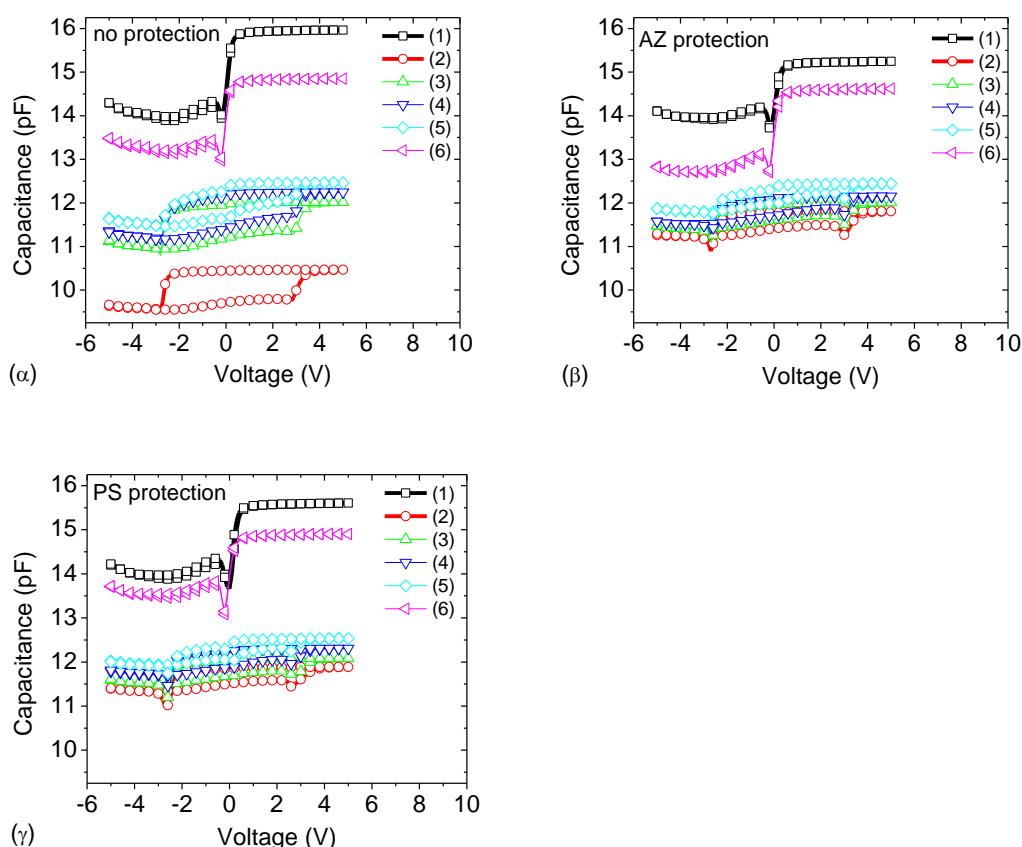 no protection
(1)
(2)
(3)
(4)
(5)
(6)
16
15
14
13
12
11
10
Capacitance (pF)
-6 -4 -2 0 2 4 6 8 10
Voltage (V)
(α)
AZ protection
(1)
(2)
(3)
(4)
(5)
(6)
16
15
14
13
12
11
10
Capacitance (pF)
-6 -4 -2 0 2 4 6 8 10
Voltage (V)
(β)
PS protection
(1)
(2)
(3)
(4)
(5)
(6)
16
15
14
13
12
11
10
Capacitance (pF)
-6 -4 -2 0 2 4 6 8 10
Voltage (V)
(γ)